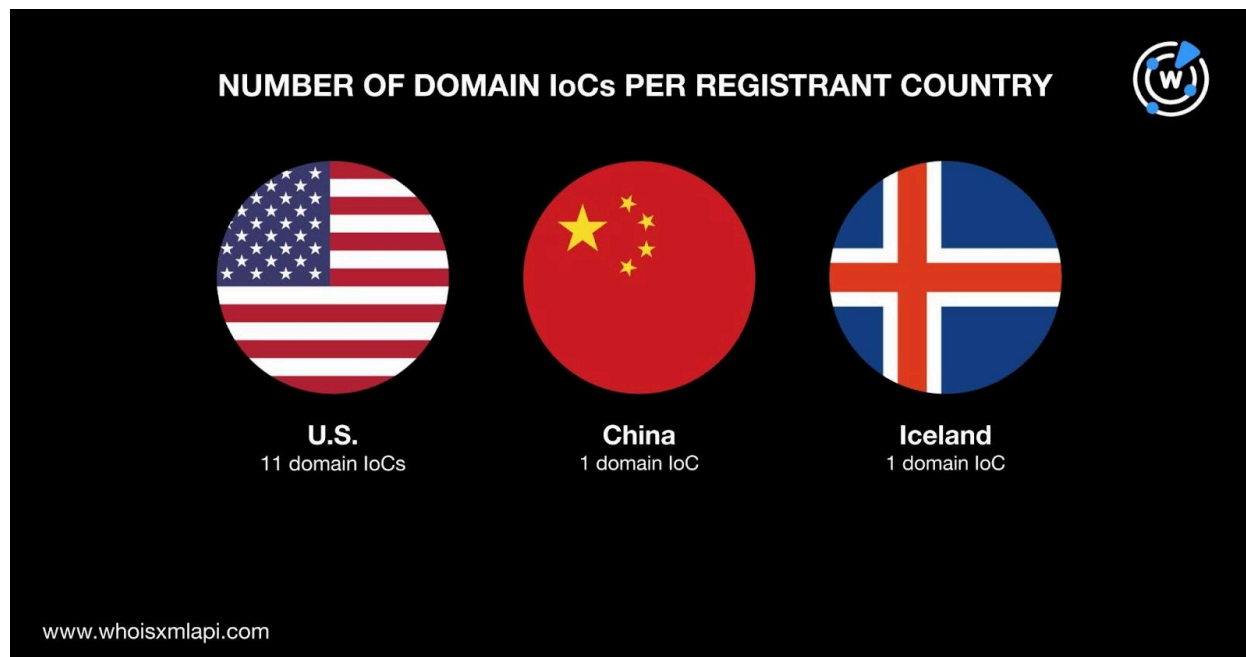 NUMBER OF DOMAIN IoCs PER REGISTRANT COUNTRY
W
U.S.
11 domain IoCs
China
1 domain IoC
Iceland
1 domain IoC
www.whoisxmlapi.com